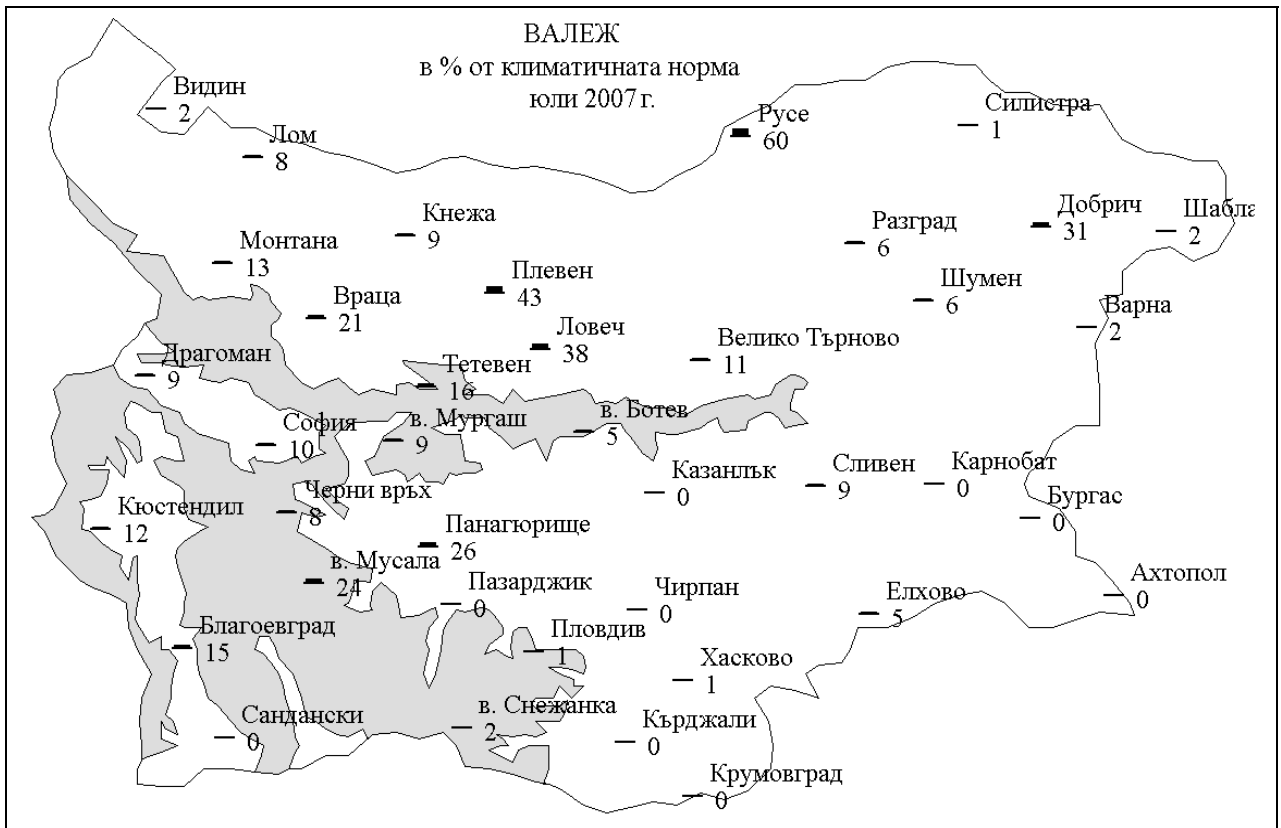 ВАЛЕЖ
в % от климатичната норма
юли 2007 г.
Видин
2
Лом
8
Русе
60
Силистра
1
Кнежа
9
Монтана
13
Разград
6
Добрич
31
Шабла
2
Плевен
43
Враца
21
Шумен
6
Варна
2
Ловеч
38
Велико Търново
11
Драгоман
9
Тетевен
16
София
10
в. Мургаш
9
в. Ботев
5
Казанлък
0
Сливен
9
Карнобат
0
Бургас
0
Кюстендил
12
Черни връх
8
Панагюрище
26
в. Мусала
24
Пазарджик
0
Чирпан
0
Елхово
5
Ахтопол
0
Благоевград
15
Пловдив
1
Хасково
1
Сандански
0
в. Снежанка
2
Кърджали
0
Крумовград
0